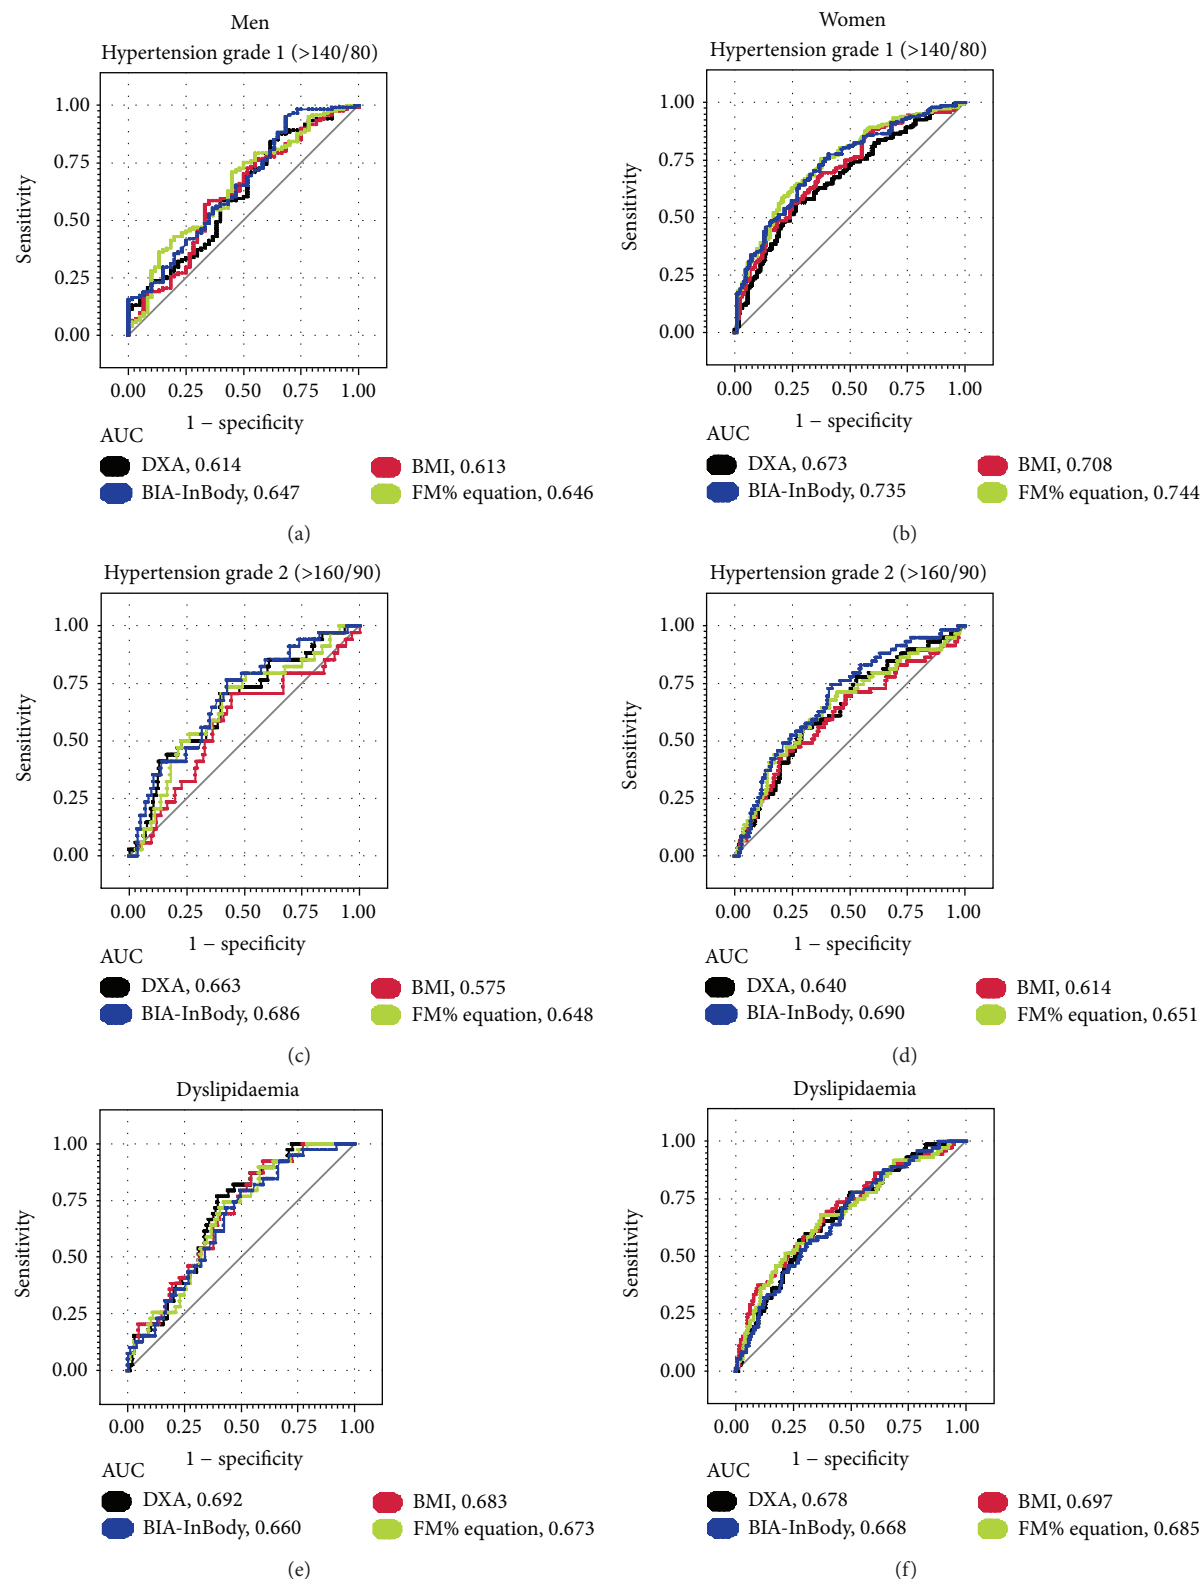 Men
Hypertension grade 1 (>140/80)
1.00
0.75
0.50
0.25
0.00
Sensitivity
0.00 0.25 0.50 0.75 1.00
1 − specificity
AUC
DXA, 0.614 BMI, 0.613
BIA-InBody, 0.647 FM% equation, 0.646
(a)
Women
Hypertension grade 1 (>140/80)
1.00
0.75
0.50
0.25
0.00
Sensitivity
0.00 0.25 0.50 0.75 1.00
1 − specificity
AUC
DXA, 0.673 BMI, 0.708
BIA-InBody, 0.735 FM% equation, 0.744
(b)
Hypertension grade 2 (>160/90)
1.00
0.75
0.50
0.25
0.00
Sensitivity
0.00 0.25 0.50 0.75 1.00
1 − specificity
AUC
DXA, 0.663 BMI, 0.575
BIA-InBody, 0.686 FM% equation, 0.648
(c)
Hypertension grade 2 (>160/90)
1.00
0.75
0.50
0.25
0.00
Sensitivity
0.00 0.25 0.50 0.75 1.00
1 − specificity
AUC
DXA, 0.640 BMI, 0.614
BIA-InBody, 0.690 FM% equation, 0.651
(d)
Dyslipidaemia
1.00
0.75
0.50
0.25
0.00
Sensitivity
0.00 0.25 0.50 0.75 1.00
1 − specificity
AUC
DXA, 0.692 BMI, 0.683
BIA-InBody, 0.660 FM% equation, 0.673
(e)
Dyslipidaemia
1.00
0.75
0.50
0.25
0.00
Sensitivity
0.00 0.25 0.50 0.75 1.00
1 − specificity
AUC
DXA, 0.678 BMI, 0.697
BIA-InBody, 0.668 FM% equation, 0.685
(f)